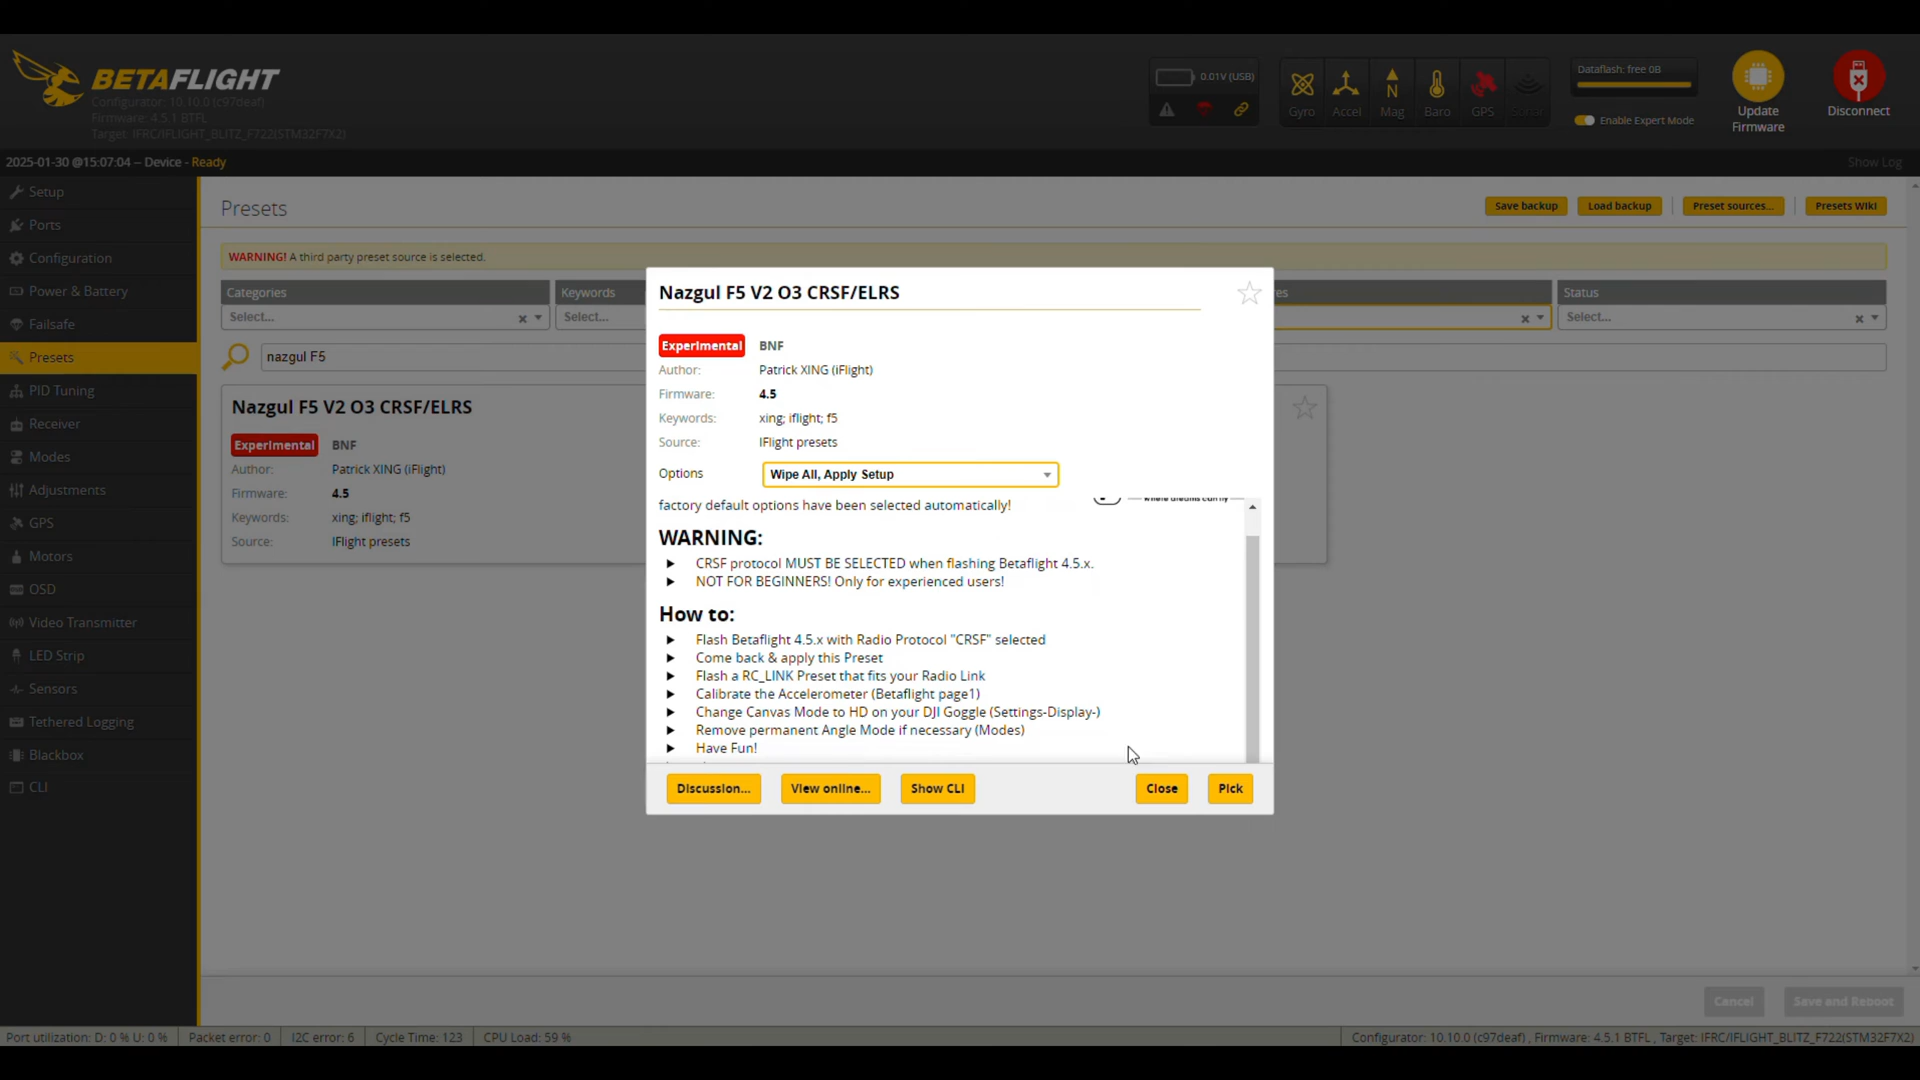 BETAFLIGHT
Configurator: 10.10.0 (c97deaf)
Firmware: 4.5.1 BTFL
Target: IFRC/IFLIGHT_BLITZ_F722(STM32F7X2)
0.01V (USB)
Gyro
Accel
Mag
Baro
GPS
Sonar
Dataflash: free 0B
Enable Expert Mode
Update
Firmware
Disconnect
2025-01-30 @15:07:04 -- Device - Ready
Show Log
Setup
Ports
Configuration
Power & Battery
Failsafe
Presets
PID Tuning
Receiver
Modes
Adjustments
GPS
Motors
OSD
Video Transmitter
LED Strip
Sensors
Tethered Logging
Blackbox
CLI
Presets
Save backup
Load backup
Preset sources...
Presets Wiki
WARNING! A third party preset source is selected.
Categories
Keywords
es
Status
Select...
Select...
Select...
nazgul F5
Nazgul F5 V2 O3 CRSF/ELRS
Experimental BNF
Author: Patrick XING (iFlight)
Firmware: 4.5
Keywords: xing; iflight; f5
Source: IFlight presets
Nazgul F5 V2 O3 CRSF/ELRS
Experimental BNF
Author: Patrick XING (iFlight)
Firmware: 4.5
Keywords: xing; iflight; f5
Source: IFlight presets
Options Wipe All, Apply Setup
factory default options have been selected automatically!
WARNING:
CRSF protocol MUST BE SELECTED when flashing Betaflight 4.5.x.
NOT FOR BEGINNERS! Only for experienced users!
How to:
Flash Betaflight 4.5.x with Radio Protocol "CRSF" selected
Come back & apply this Preset
Flash a RC_LINK Preset that fits your Radio Link
Calibrate the Accelerometer (Betaflight page1)
Change Canvas Mode to HD on your DJI Goggle (Settings-Display-)
Remove permanent Angle Mode if necessary (Modes)
Have Fun!
Discussion...
View online...
Show CLI
Close
Pick
Cancel
Save and Reboot
Port utilization: D: 0 % U: 0 %
Packet error: 0
I2C error: 6
Cycle Time: 123
CPU Load: 59 %
Configurator: 10.10.0 (c97deaf) , Firmware: 4.5.1 BTFL , Target: IFRC/IFLIGHT_BLITZ_F722(STM32F7X2)